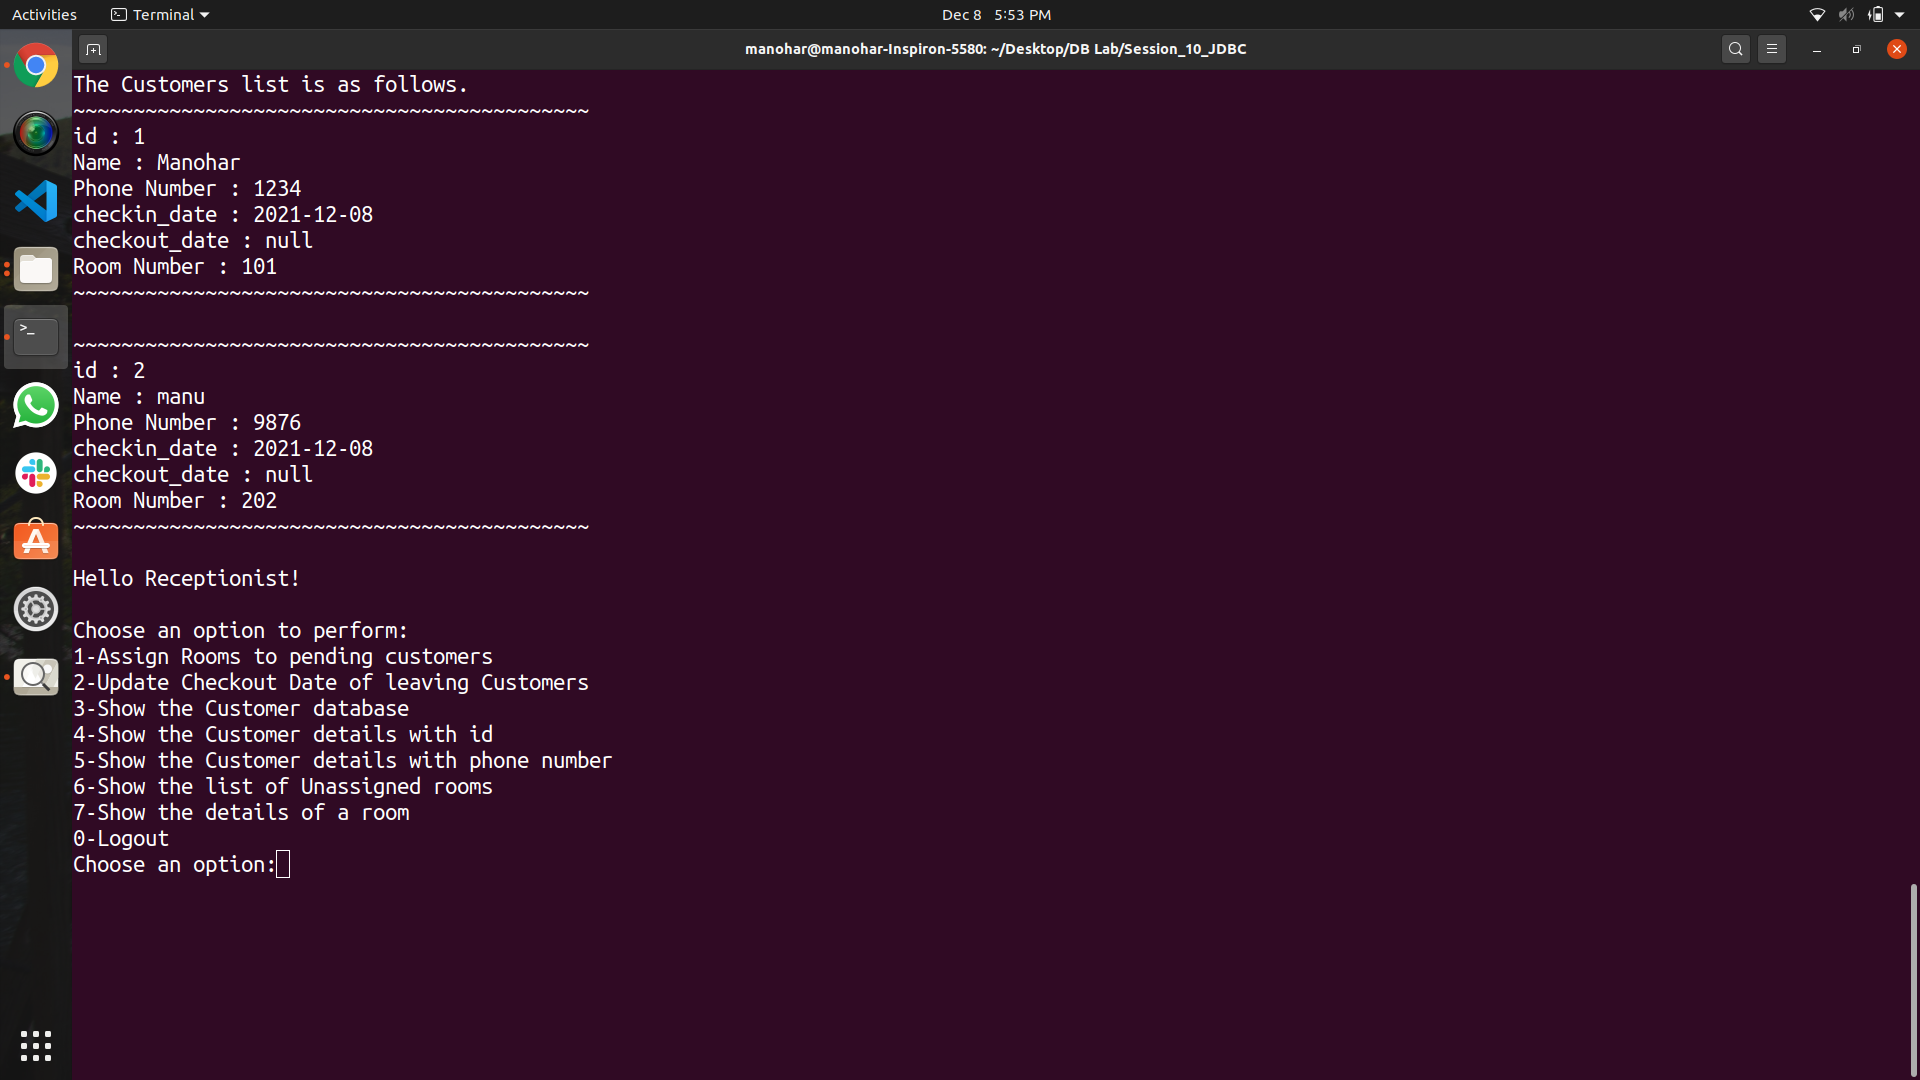 Activities
Terminal
Dec 8 5:53 PM
manohar@manohar-Inspiron-5580: ~/Desktop/DB Lab/Session_10_JDBC
The Customers list is as follows.
~~~~~~~~~~~~~~~~~~~~~~~~~~~~~~~~~~~~~~~~~~~
id : 1
Name : Manohar
Phone Number : 1234
checkin_date : 2021-12-08
checkout_date : null
Room Number : 101
~~~~~~~~~~~~~~~~~~~~~~~~~~~~~~~~~~~~~~~~~~~
~~~~~~~~~~~~~~~~~~~~~~~~~~~~~~~~~~~~~~~~~~~
id : 2
Name : manu
Phone Number : 9876
checkin_date : 2021-12-08
checkout_date : null
Room Number : 202
~~~~~~~~~~~~~~~~~~~~~~~~~~~~~~~~~~~~~~~~~~~
Hello Receptionist!
Choose an option to perform:
1-Assign Rooms to pending customers
2-Update Checkout Date of leaving Customers
3-Show the Customer database
4-Show the Customer details with id
5-Show the Customer details with phone number
6-Show the list of Unassigned rooms
7-Show the details of a room
0-Logout
Choose an option: